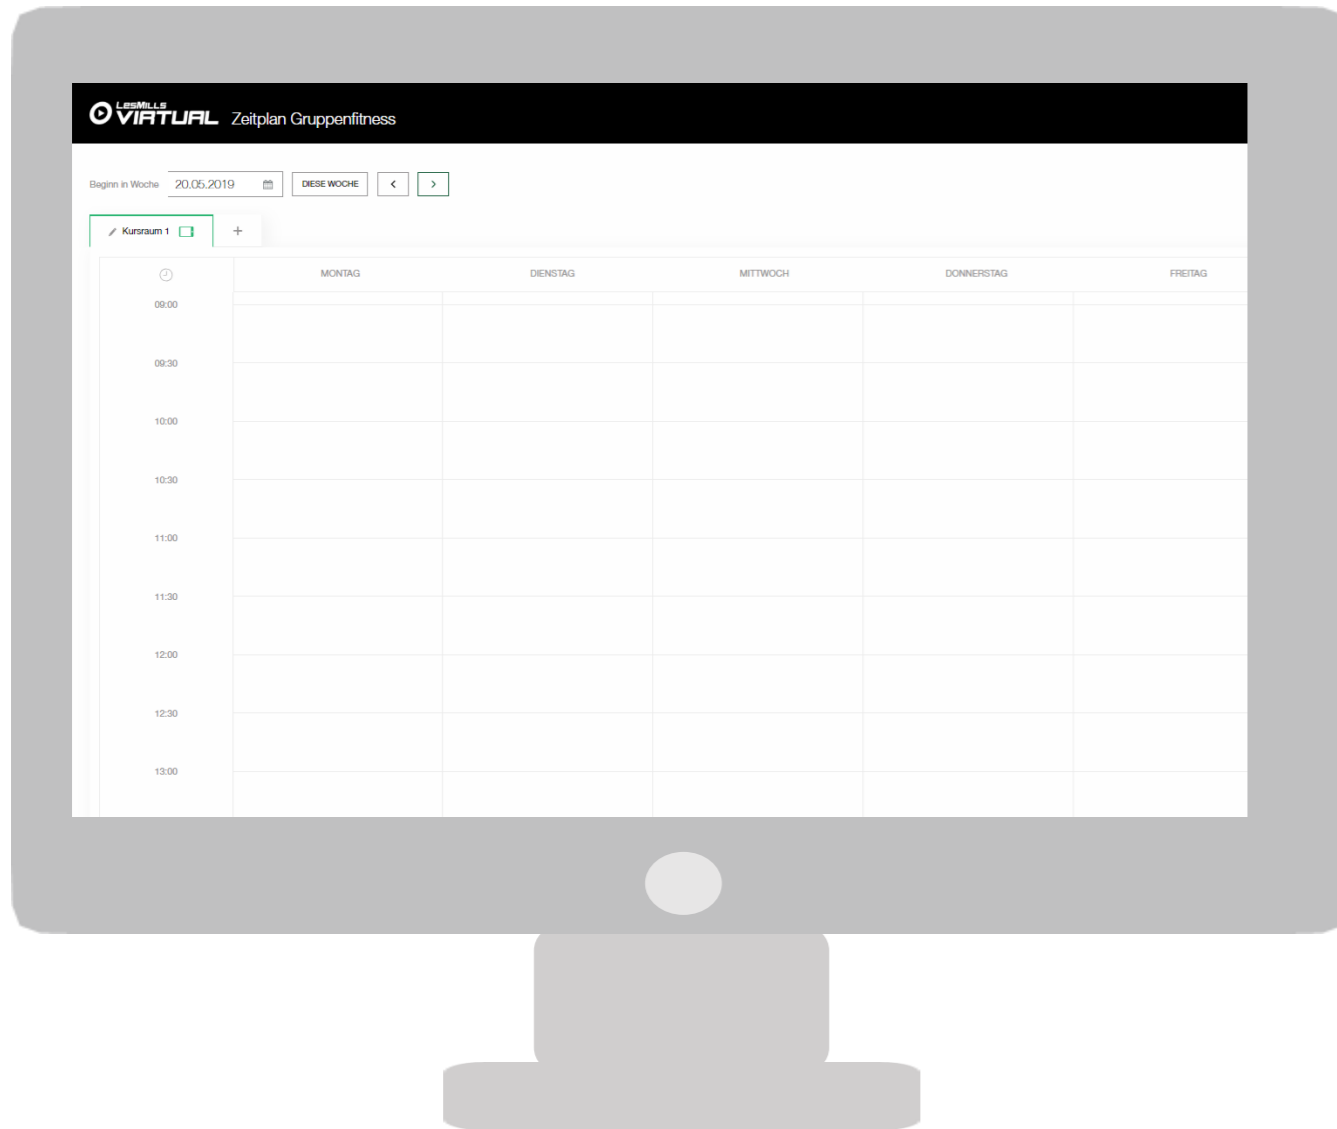 LesMills
VIRTUAL Zeitplan Gruppenfitness
Beginn in Woche 20.05.2019 DIESE WOCHE < >
Kursraum 1 +
MONTAG DIENSTAG MITTWOCH DONNERSTAG FREITAG
09:00
09:30
10:00
10:30
11:00
11:30
12:00
12:30
13:00